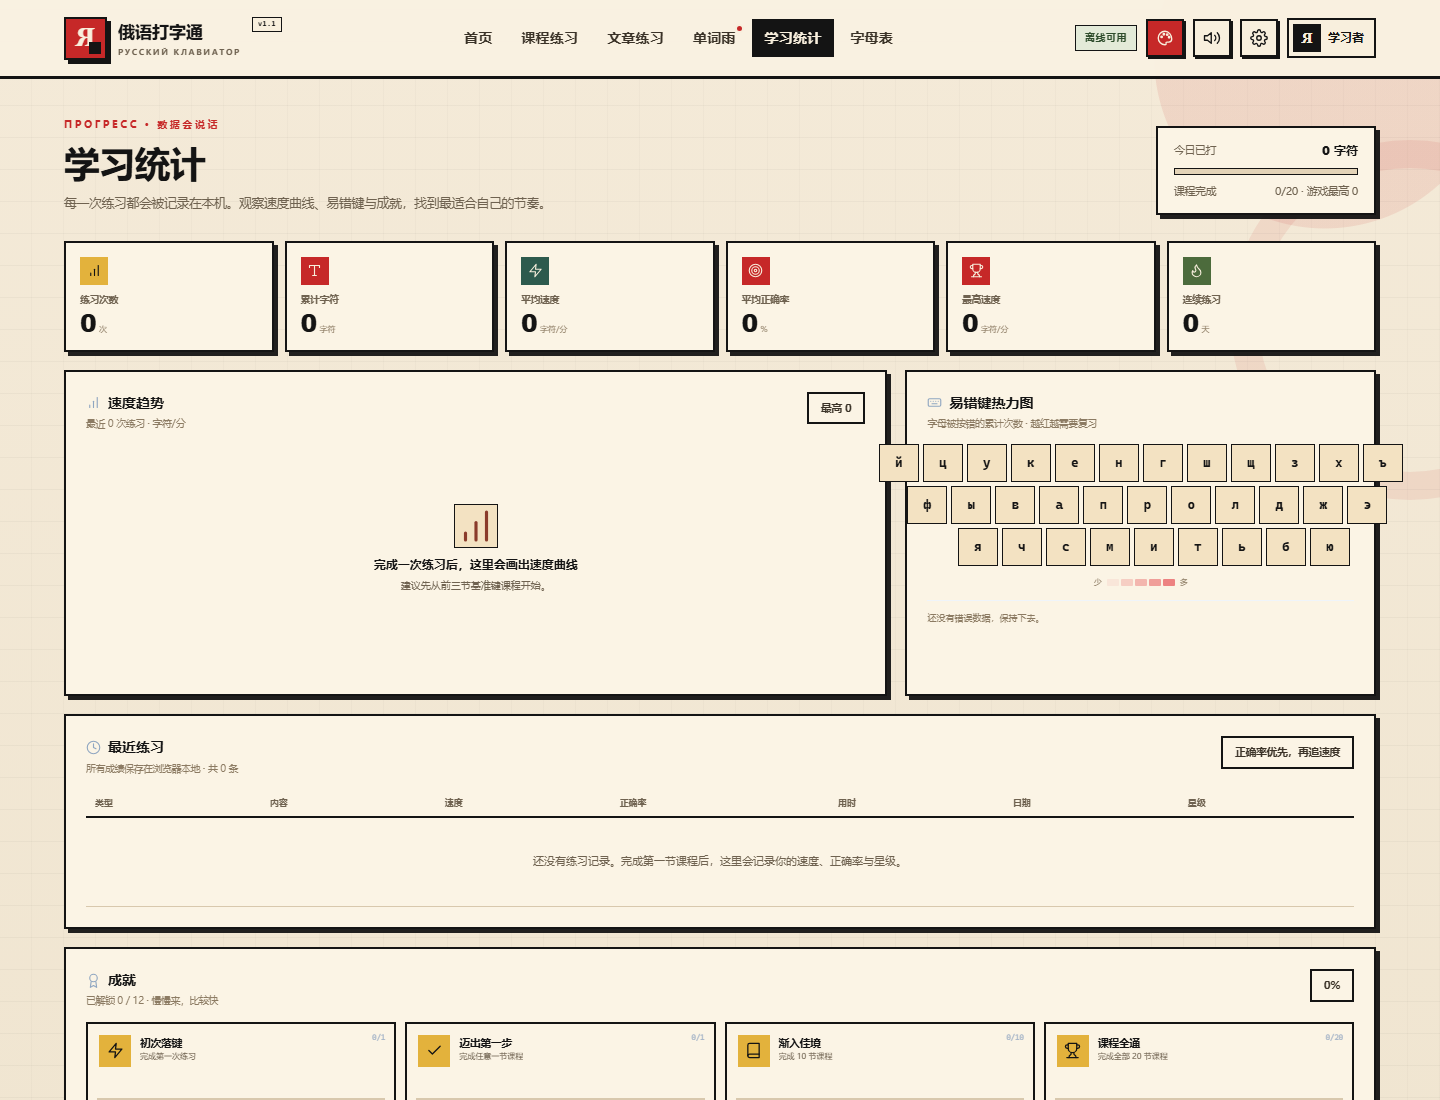 Я
俄语打字通
РУССКИЙ КЛАВИАТОР
v1.1
首页
课程练习
文章练习
单词雨
学习统计
字母表
离线可用
Я
学习者
ПРОГРЕСС • 数据会说话
学习统计
每一次练习都会被记录在本机。观察速度曲线、易错键与成就，找到最适合自己的节奏。
今日已打
0 字符
课程完成
0/20 · 游戏最高 0
练习次数
0 次
累计字符
0 字符
平均速度
0 字符/分
平均正确率
0 %
最高速度
0 字符/分
连续练习
0 天
速度趋势
最近 0 次练习 · 字符/分
最高 0
完成一次练习后，这里会画出速度曲线
建议先从前三节基准键课程开始。
易错键热力图
字母被按错的累计次数 · 越红越需要复习
й ц у к е н г ш щ з х ъ
ф ы в а п р о л д ж э
я ч с м и т ь б ю
少
多
还没有错误数据，保持下去。
最近练习
所有成绩保存在浏览器本地 · 共 0 条
正确率优先，再追速度
类型 内容 速度 正确率 用时 日期 星级
还没有练习记录。完成第一节课程后，这里会记录你的速度、正确率与星级。
成就
已解锁 0 / 12 · 慢慢来，比较快
0%
初次落键
完成第一次练习
0/1
迈出第一步
完成任意一节课程
0/1
渐入佳境
完成 10 节课程
0/10
课程全通
完成全部 20 节课程
0/20